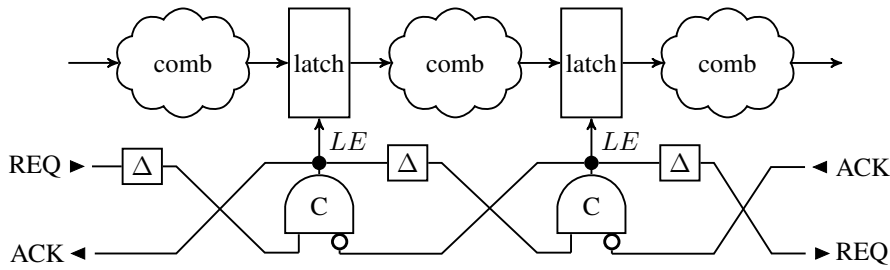 comb latch comb latch comb
LE LE
REQ Δ Δ Δ ACK
C C
ACK REQ